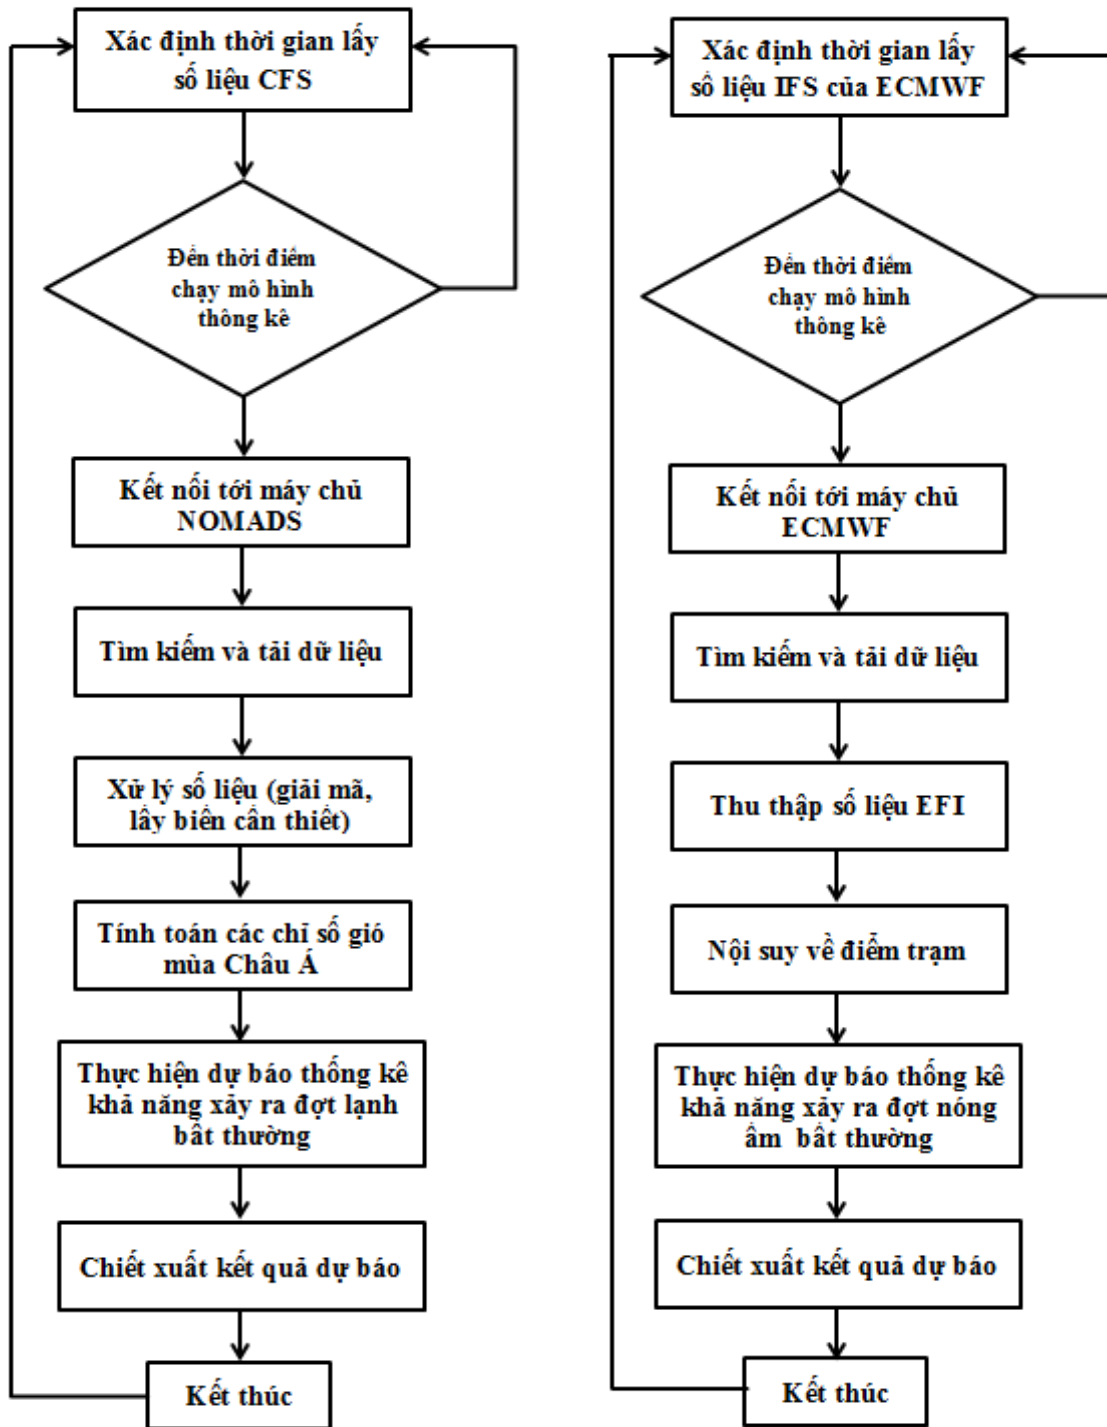 Xác định thời gian lấy
số liệu CFS
Đến thời điểm
chạy mô hình
thông kê
Kết nối tới máy chủ
NOMADS
Tìm kiếm và tải dữ liệu
Xử lý số liệu (giải mã,
lấy biến cần thiết)
Tính toán các chỉ số gió
mùa Châu Á
Thực hiện dự báo thống kê
khả năng xảy ra đợt lạnh
bất thường
Chiết xuất kết quả dự báo
Kết thúc
Xác định thời gian lấy
số liệu IFS của ECMWF
Đến thời điểm
chạy mô hình
thông kê
Kết nối tới máy chủ
ECMWF
Tìm kiếm và tải dữ liệu
Thu thập số liệu EFI
Nội suy về điểm trạm
Thực hiện dự báo thống kê
khả năng xảy ra đợt nóng
ấm bất thường
Chiết xuất kết quả dự báo
Kết thúc